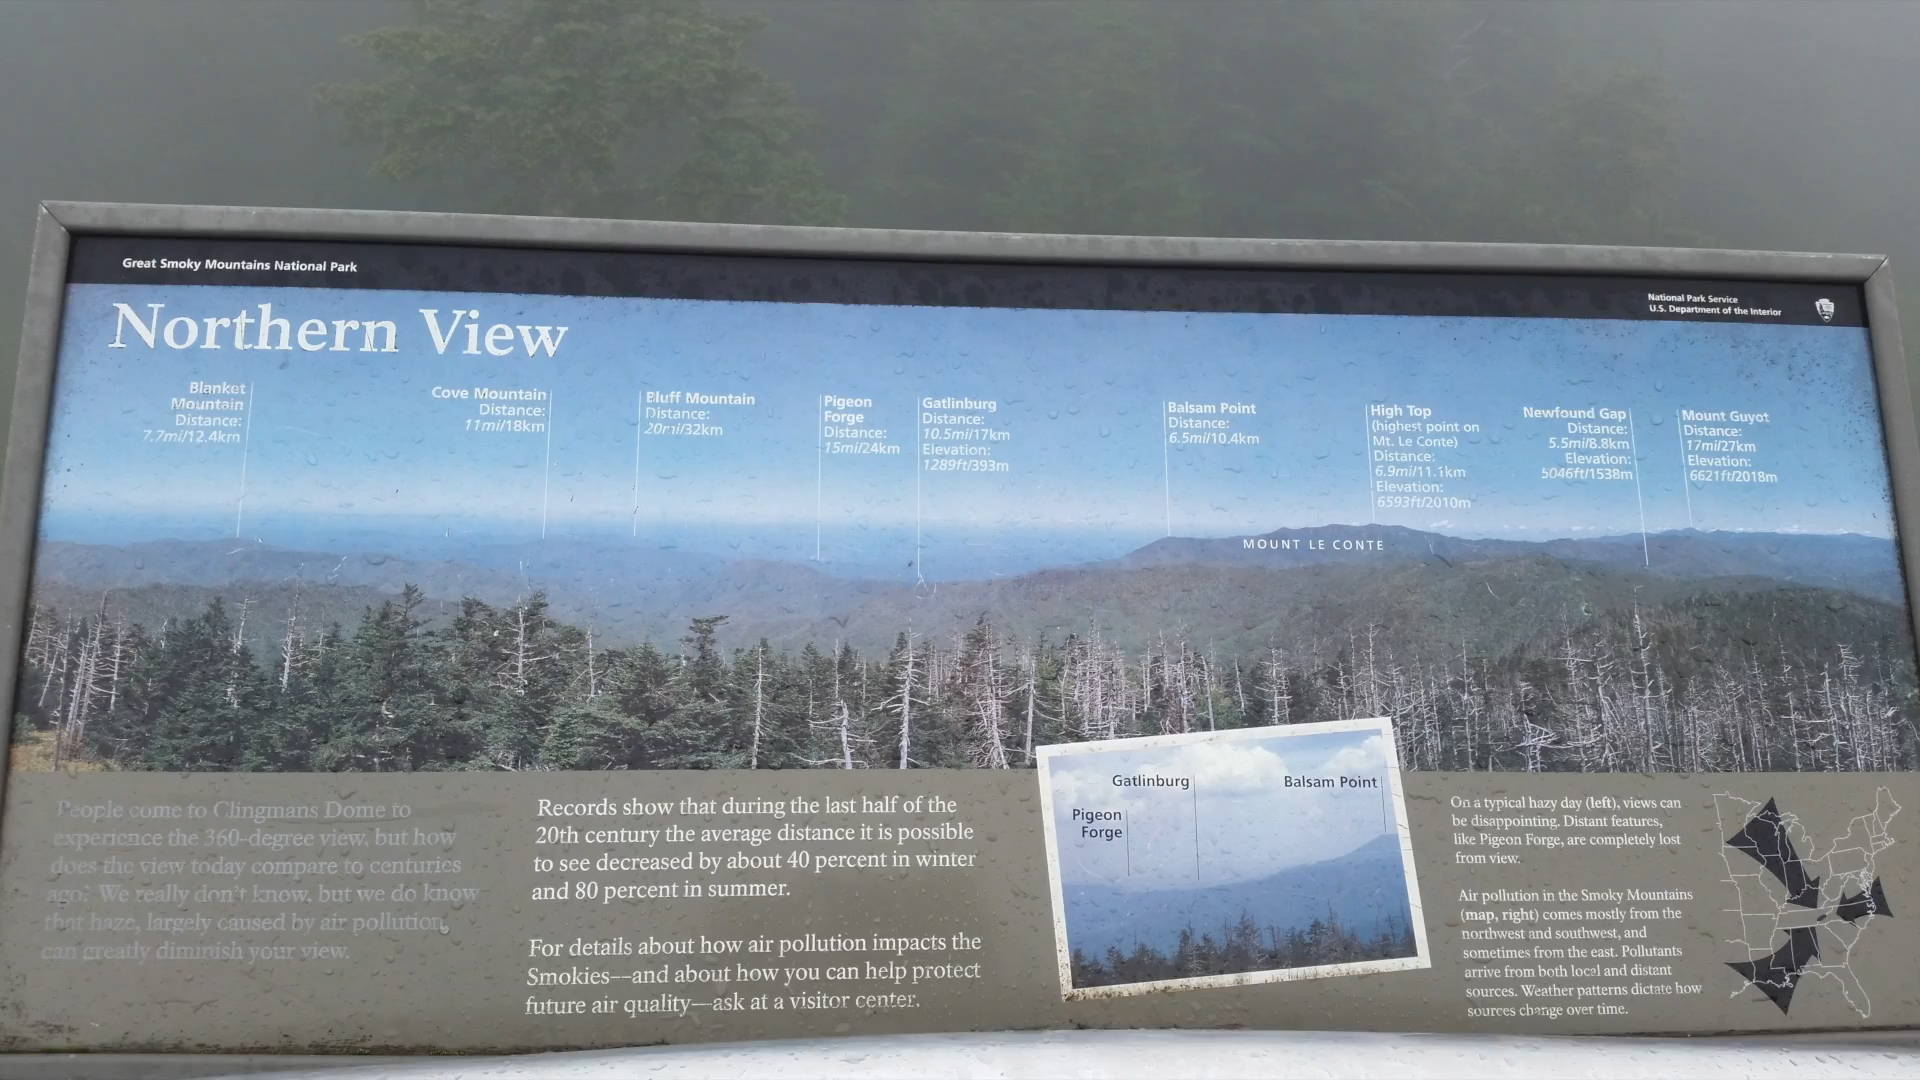 Great Smoky Mountains National Park
National Park Service
U.S. Department of the Interior
Northern View
Blanket
Mountain
Distance:
7.7mi/12.4km
Cove Mountain
Distance:
11mi/18km
Bluff Mountain
Distance:
20mi/32km
Pigeon
Forge
Distance:
15mi/24km
Gatlinburg
Distance:
10.5mi/17km
Elevation:
1289ft/393m
Balsam Point
Distance:
6.5mi/10.4km
High Top
(highest point on
Mt. Le Conte)
Distance:
6.9mi/11.1km
Elevation:
6593ft/2010m
Newfound Gap
Distance:
5.5mi/8.8km
Elevation:
5046ft/1538m
Mount Guyot
Distance:
17mi/27km
Elevation:
6621ft/2018m
MOUNT LE CONTE
People come to Clingmans Dome to
experience the 360-degree view, but how
does the view today compare to centuries
ago? We really don't know, but we do know
that haze, largely caused by air pollution,
can greatly diminish your view.
Records show that during the last half of the
20th century the average distance it is possible
to see decreased by about 40 percent in winter
and 80 percent in summer.
For details about how air pollution impacts the
Smokies—and about how you can help protect
future air quality—ask at a visitor center.
Gatlinburg
Balsam Point
Pigeon
Forge
On a typical hazy day (left), views can
be disappointing. Distant features,
like Pigeon Forge, are completely lost
from view.
Air pollution in the Smoky Mountains
(map, right) comes mostly from the
northwest and southwest, and
sometimes from the east. Pollutants
arrive from both local and distant
sources. Weather patterns dictate how
sources change over time.